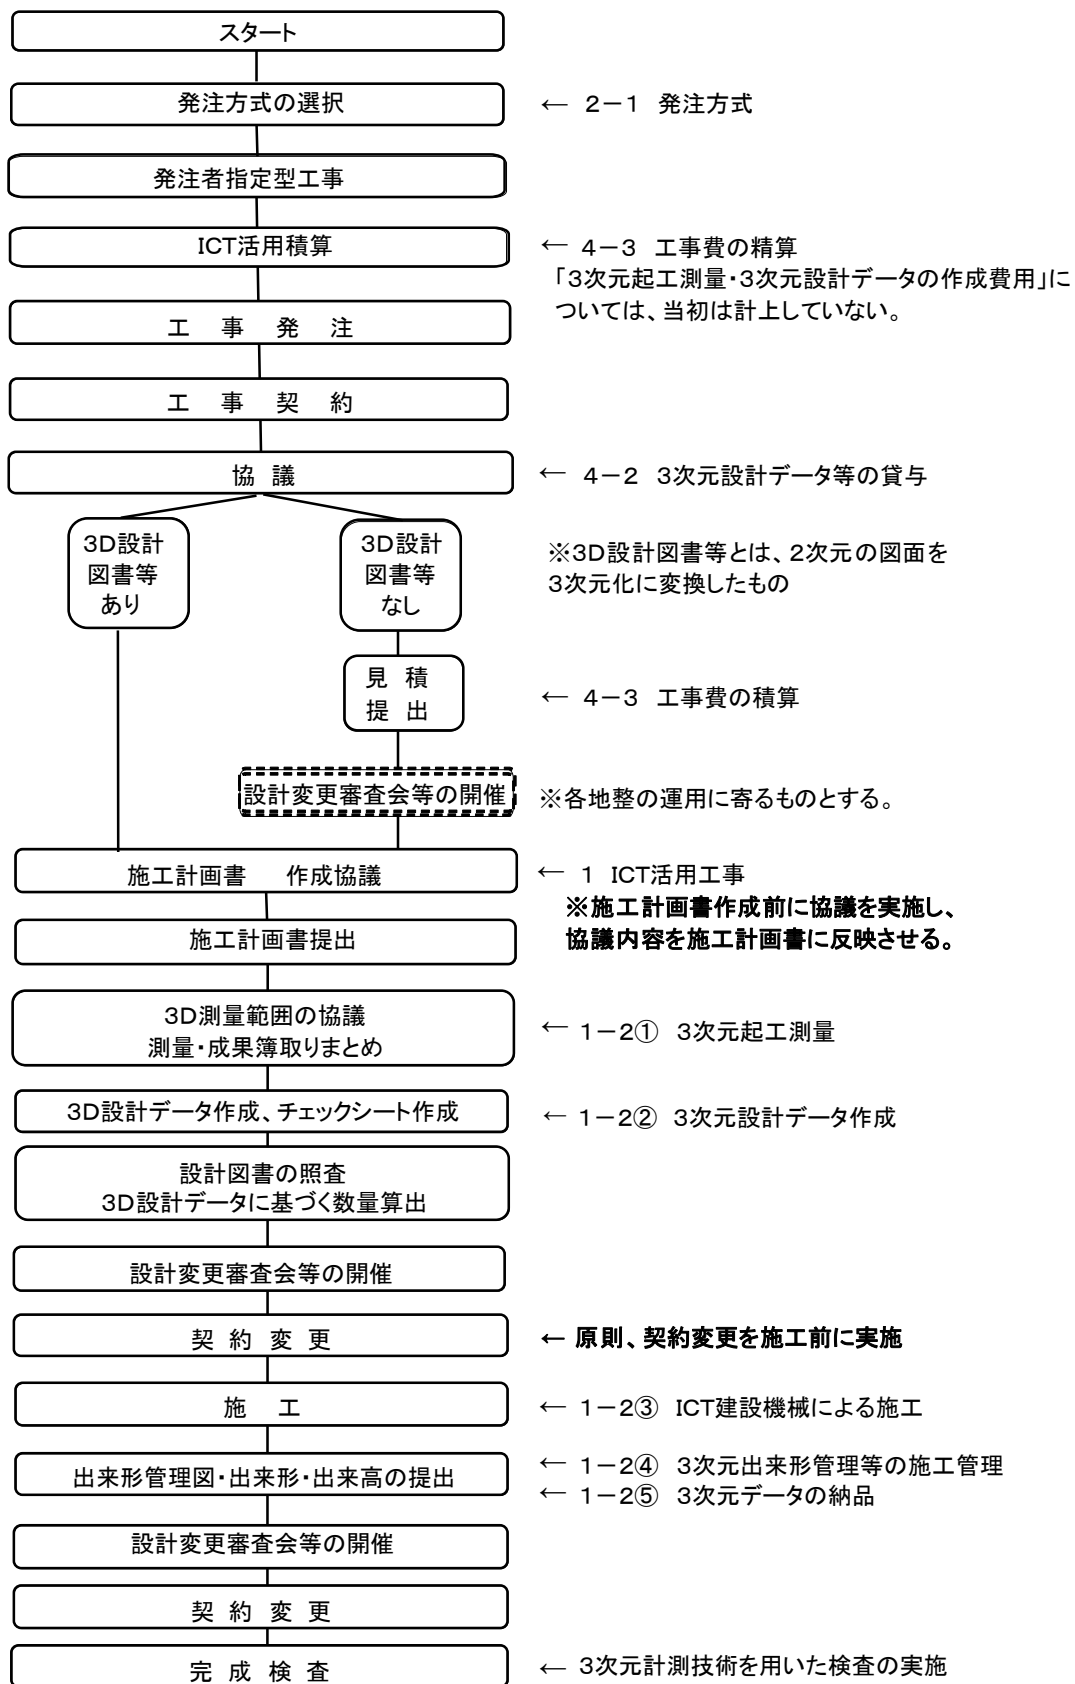 スタート
発注方式の選択
← 2－1 発注方式
発注者指定型工事
ICT活用積算
← 4－3 工事費の精算
「3次元起工測量・3次元設計データの作成費用」に
ついては、当初は計上していない。
工 事 発 注
工 事 契 約
協 議
← 4－2 3次元設計データ等の貸与
3D設計
図書等
あり
3D設計
図書等
なし
※3D設計図書等とは、2次元の図面を
3次元化に変換したもの
見 積
提 出
← 4－3 工事費の積算
設計変更審査会等の開催
※各地整の運用に寄るものとする。
施工計画書 作成協議
← 1 ICT活用工事
※施工計画書作成前に協議を実施し、
協議内容を施工計画書に反映させる。
施工計画書提出
3D測量範囲の協議
測量・成果簿取りまとめ
← 1－2① 3次元起工測量
3D設計データ作成、チェックシート作成
← 1－2② 3次元設計データ作成
設計図書の照査
3D設計データに基づく数量算出
設計変更審査会等の開催
契 約 変 更
← 原則、契約変更を施工前に実施
施 工
← 1－2③ ICT建設機械による施工
出来形管理図・出来形・出来高の提出
← 1－2④ 3次元出来形管理等の施工管理
← 1－2⑤ 3次元データの納品
設計変更審査会等の開催
契 約 変 更
完 成 検 査
← 3次元計測技術を用いた検査の実施